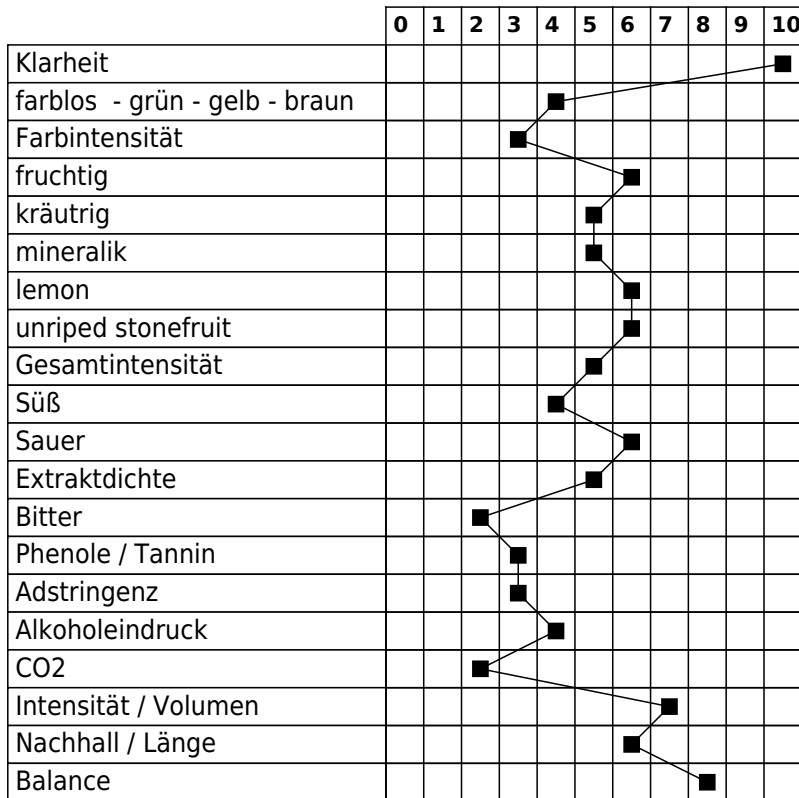 0 1 2 3 4 5 6 7 8 9 10
Klarheit
farblos - grün - gelb - braun
Farbintensität
fruchtig
kräutrig
mineralik
lemon
unriped stonefruit
Gesamtintensität
Süß
Sauer
Extraktdichte
Bitter
Phenole / Tannin
Adstringenz
Alkoholeindruck
CO2
Intensität / Volumen
Nachhall / Länge
Balance